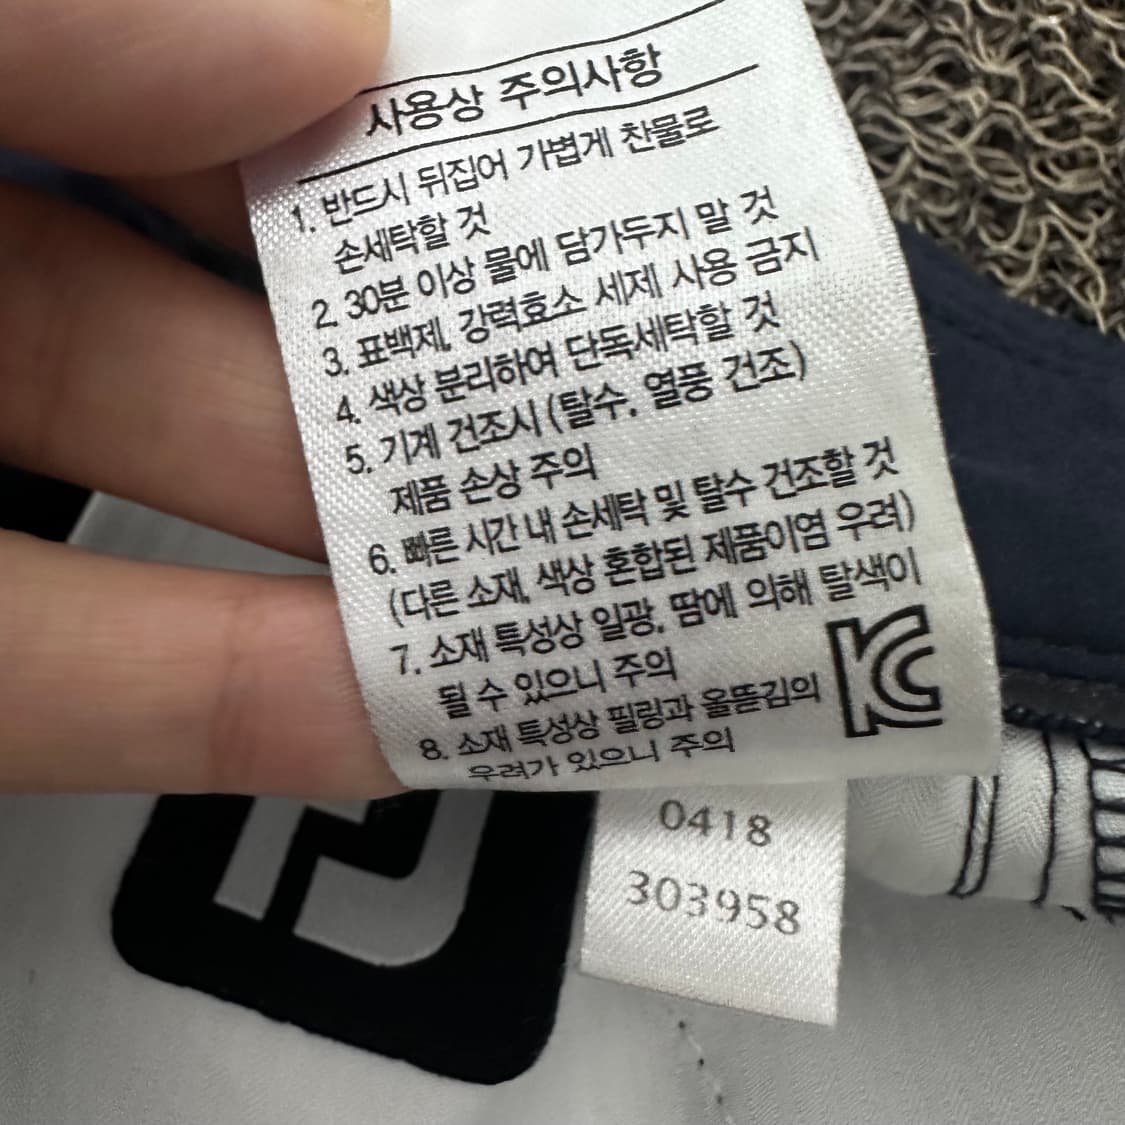 사용상 주의사항
1. 반드시 뒤집어 가볍게 찬물로
손세탁할 것
2. 30분 이상 물에 담가두지 말 것
3. 표백제, 강력효소 세제 사용 금지
4. 색상 분리하여 단독세탁할 것
5. 기계 건조시 (탈수, 열풍 건조)
제품 손상 주의
6. 빠른 시간 내 손세탁 및 탈수 건조할 것
(다른 소재, 색상 혼합된 제품이염 우려)
7. 소재 특성상 일광, 땀에 의해 탈색이
될 수 있으니 주의
8. 소재 특성상 필링과 올뜯김의
우려가 있으니 주의
KC
0418
303958